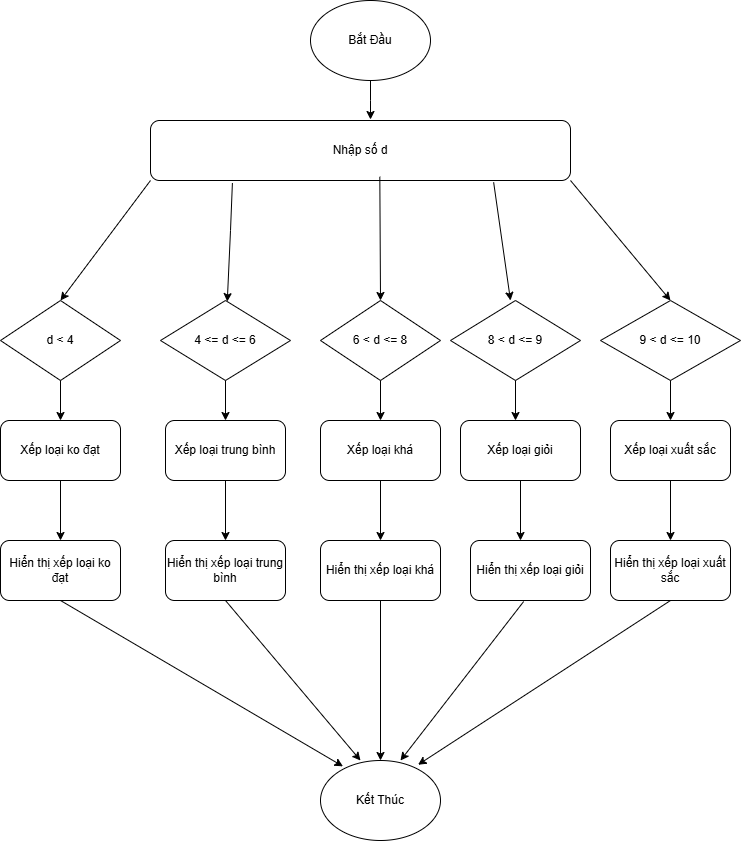 Bắt Đầu
Nhập số d
d < 4
4 <= d <= 6
6 < d <= 8
8 < d <= 9
9 < d <= 10
Xếp loại ko đạt
Xếp loại trung bình
Xếp loại khá
Xếp loại giỏi
Xếp loại xuất sắc
Hiển thị xếp loại ko
đạt
Hiển thị xếp loại trung
bình
Hiển thị xếp loại khá
Hiển thị xếp loại giỏi
Hiển thị xếp loại xuất
sắc
Kết Thúc